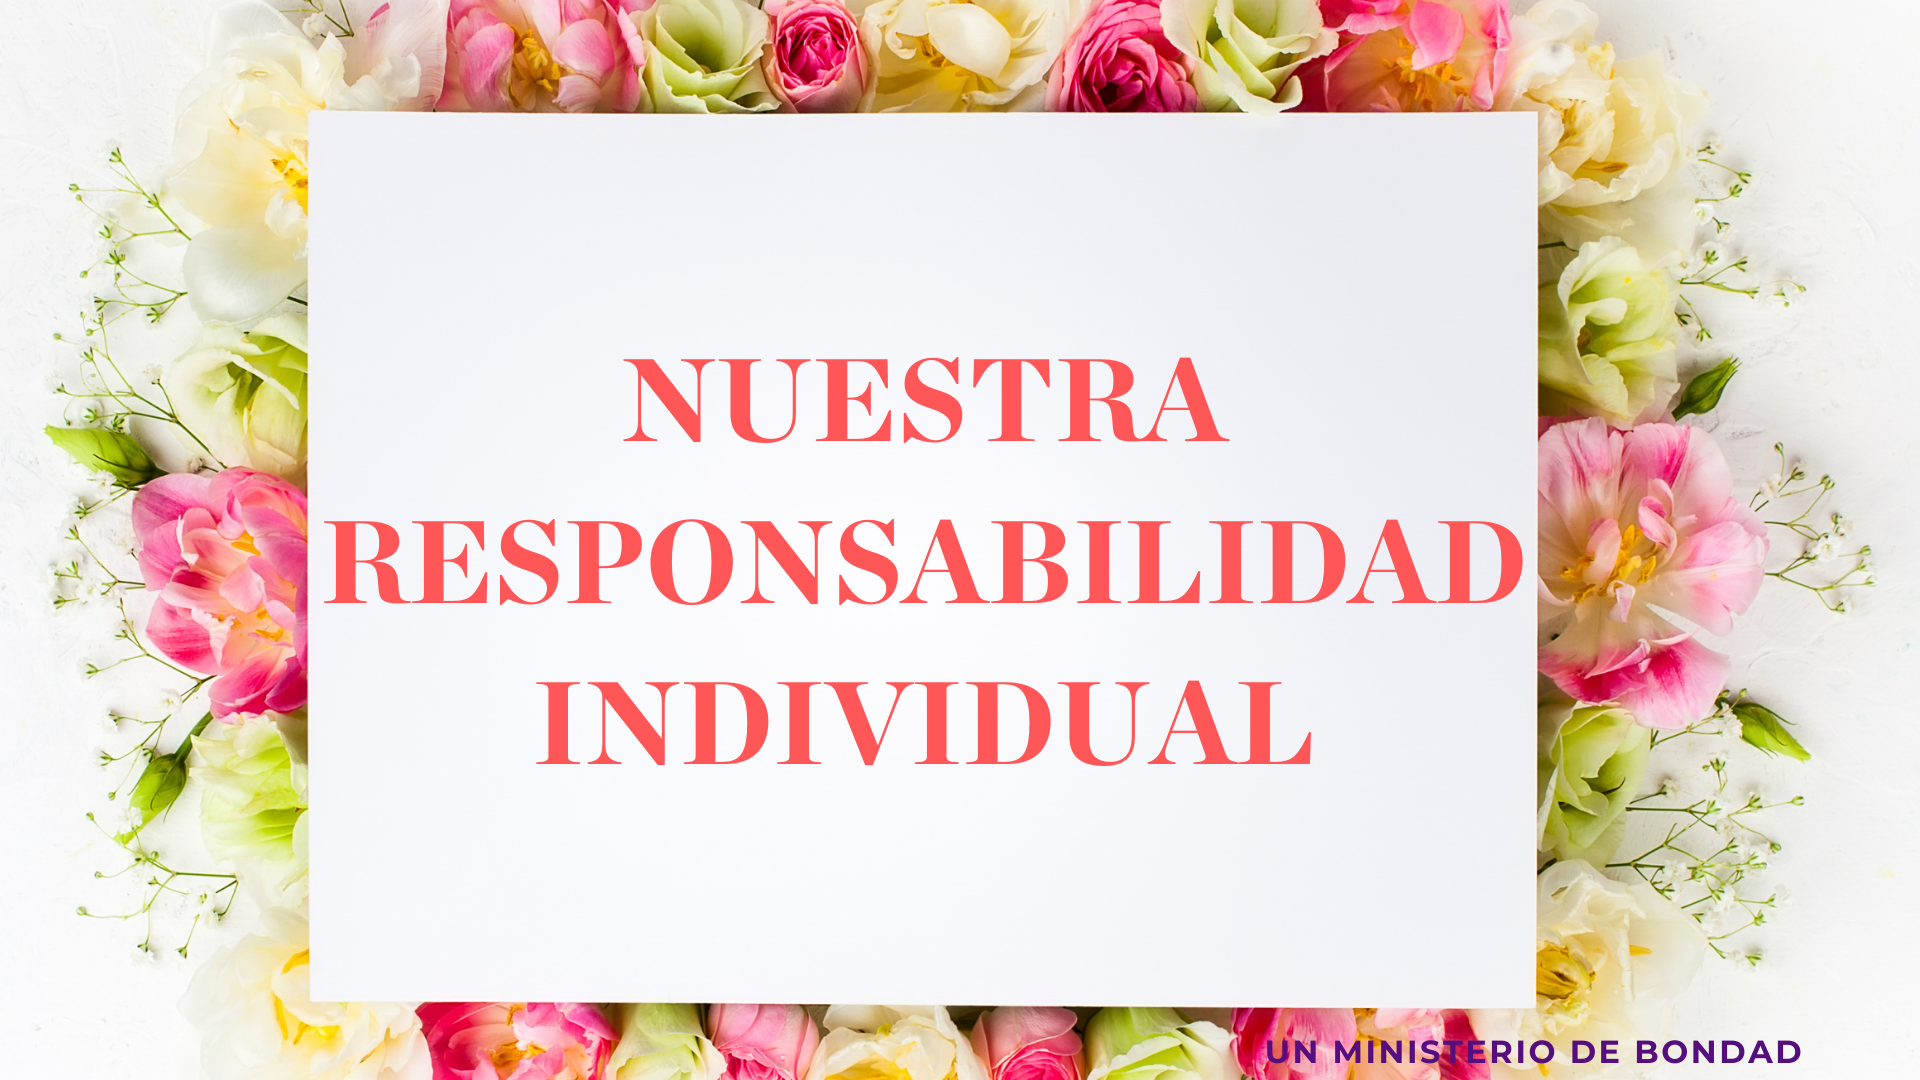 NUESTRA
RESPONSABILIDAD
INDIVIDUAL
UN MINISTERIO DE BONDAD